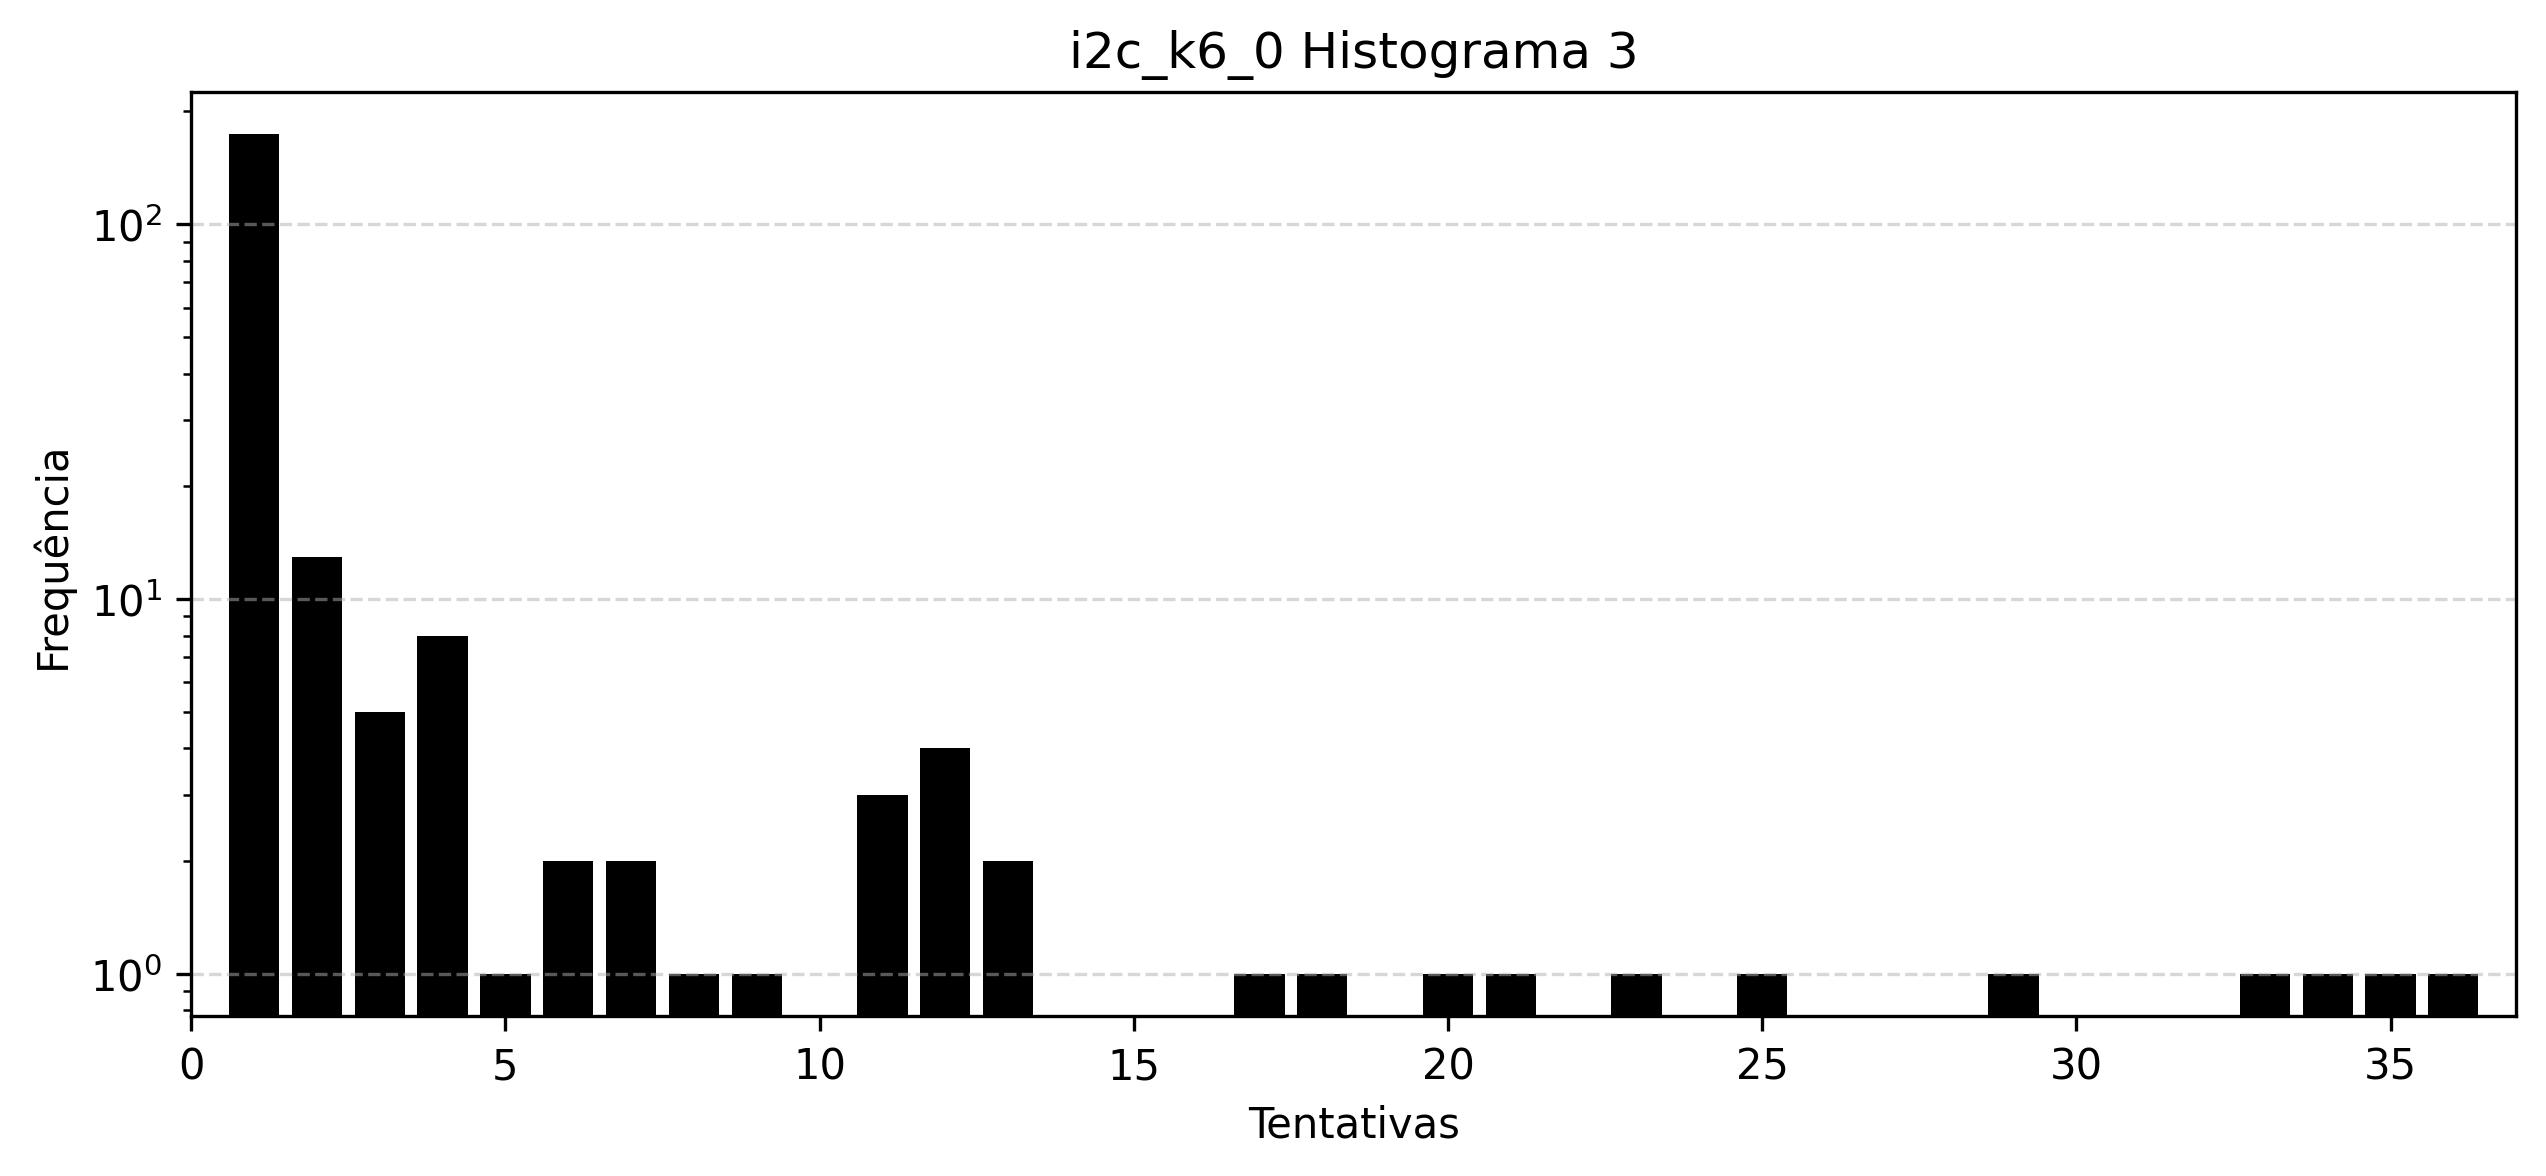 i2c_k6_0 Histograma 3
Frequência
10²
10¹
10⁰
0 5 10 15 20 25 30 35
Tentativas